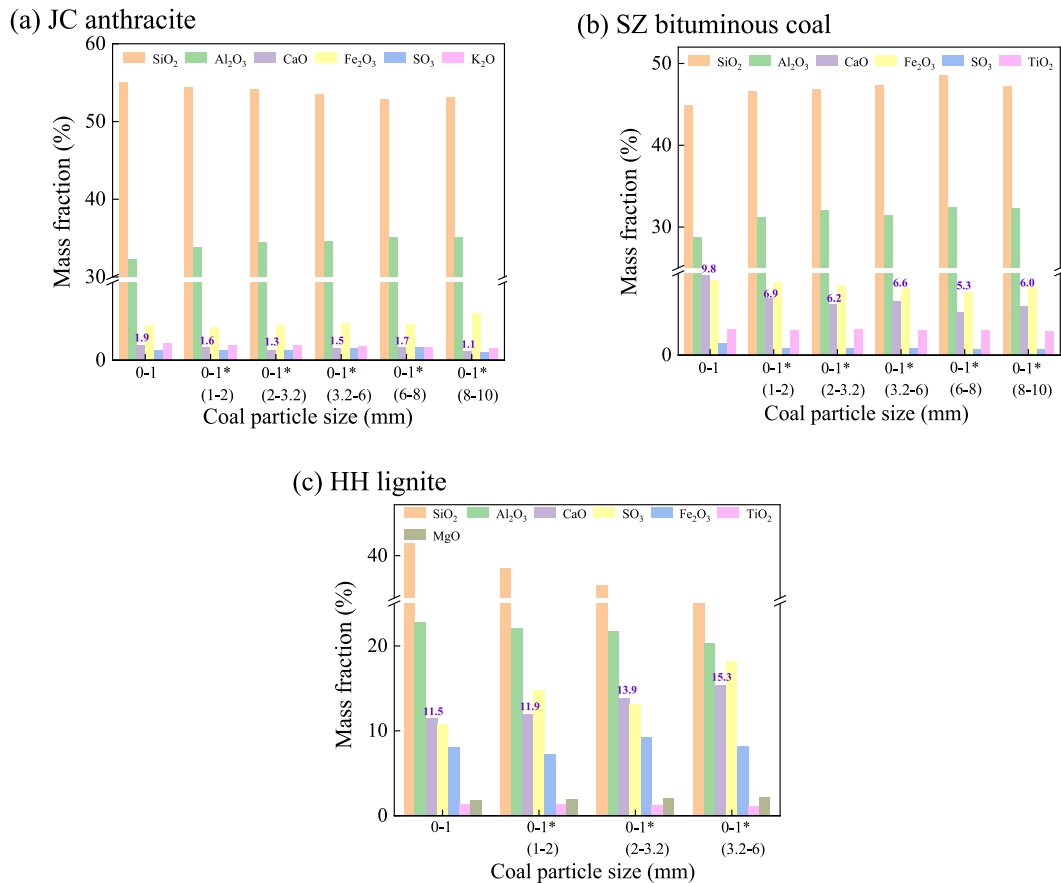 (a) JC anthracite
SiO₂ Al₂O₃ CaO Fe₂O₃ SO₃ K₂O
Mass fraction (%)
60
50
40
30
0
1.9 1.6 1.3 1.5 1.7 1.1
0-1 0-1* 0-1* 0-1* 0-1* 0-1*
(1-2) (2-3.2) (3.2-6) (6-8) (8-10)
Coal particle size (mm)
(b) SZ bituminous coal
SiO₂ Al₂O₃ CaO Fe₂O₃ SO₃ TiO₂
Mass fraction (%)
50
30
0
9.8 6.9 6.2 6.6 5.3 6.0
0-1 0-1* 0-1* 0-1* 0-1* 0-1*
(1-2) (2-3.2) (3.2-6) (6-8) (8-10)
Coal particle size (mm)
(c) HH lignite
SiO₂ Al₂O₃ CaO SO₃ Fe₂O₃ TiO₂
MgO
Mass fraction (%)
40
20
10
0
11.5 11.9 13.9 15.3
0-1 0-1* 0-1* 0-1*
(1-2) (2-3.2) (3.2-6)
Coal particle size (mm)